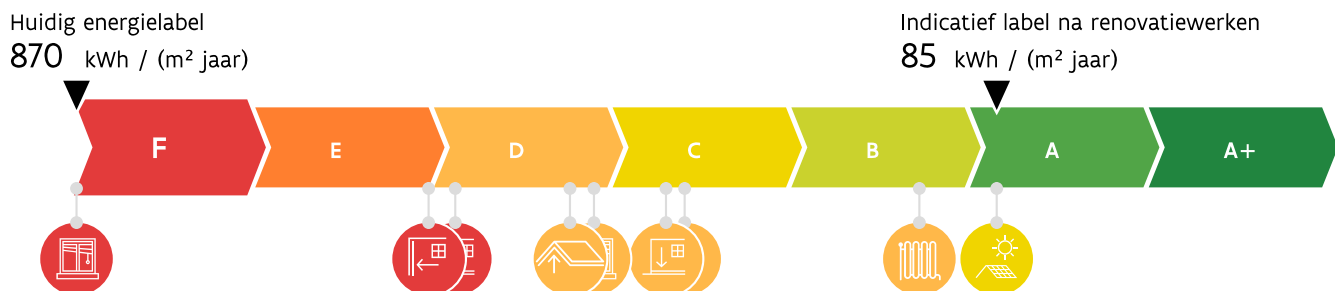 Huidig energielabel
870 kWh / (m² jaar)
Indicatief label na renovatiewerken
85 kWh / (m² jaar)
F E D C B A A+